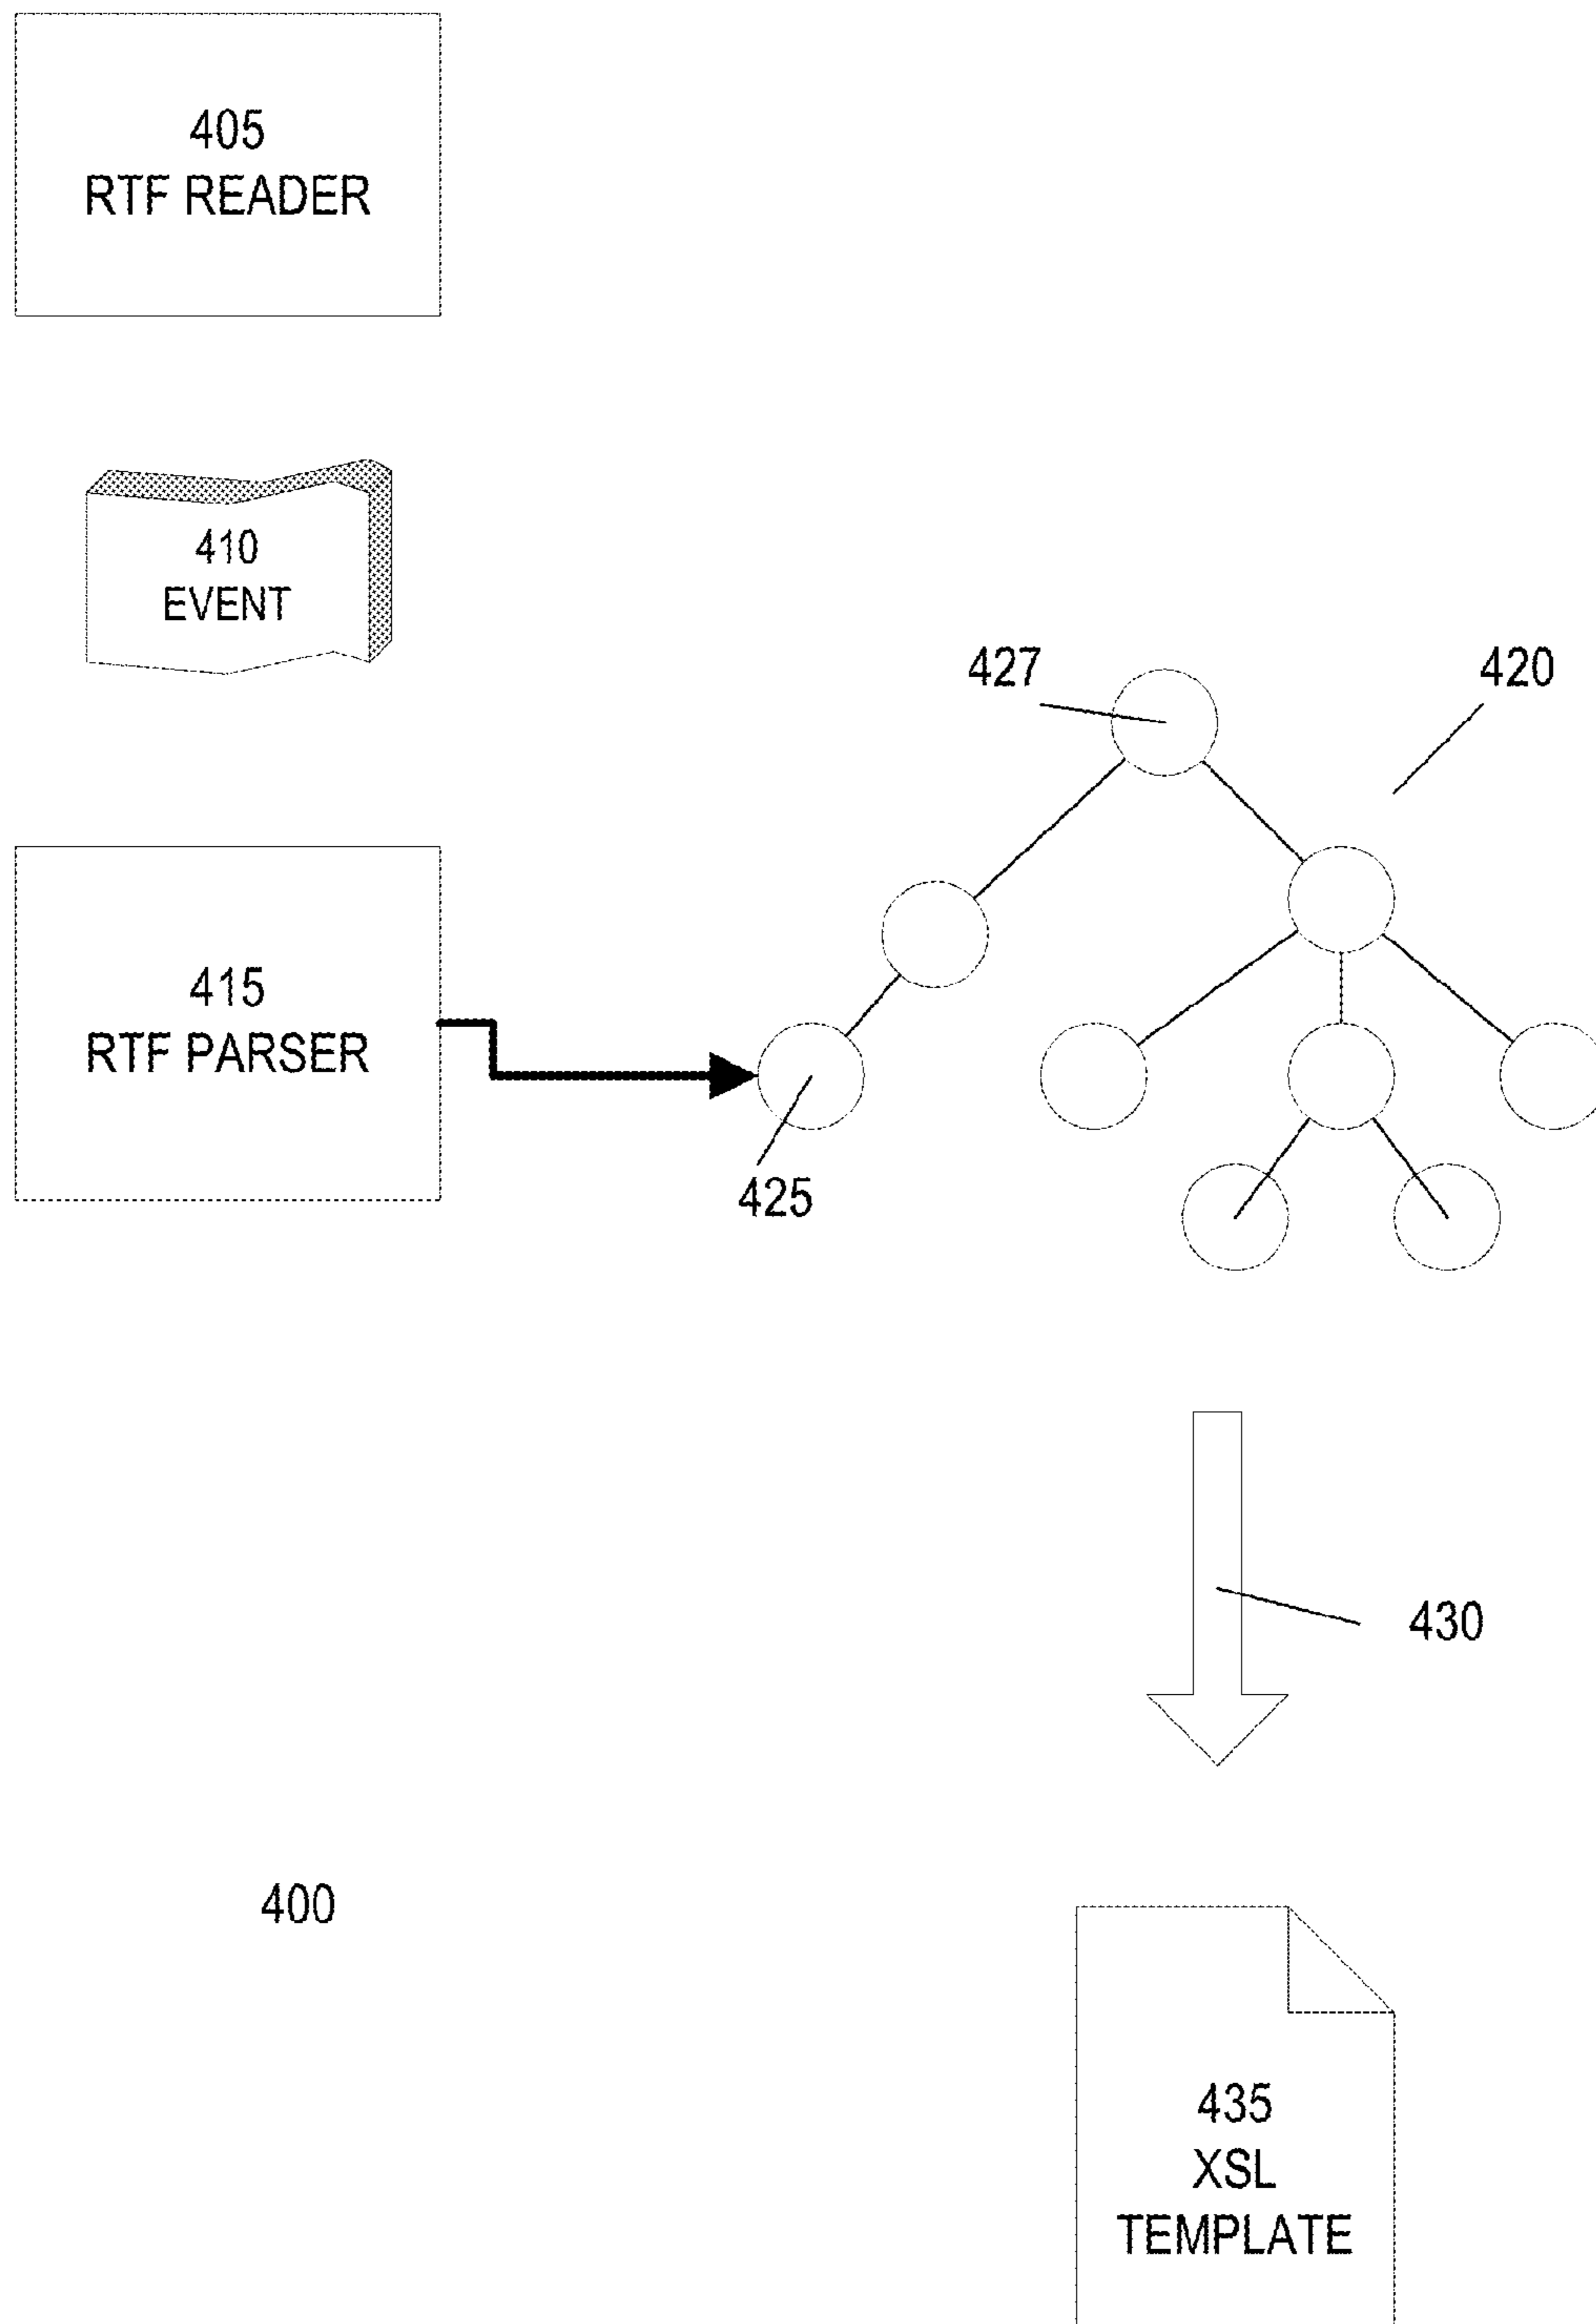 405
RTF READER
410
EVENT
427
420
415
RTF PARSER
425
430
400
435
XSL
TEMPLATE